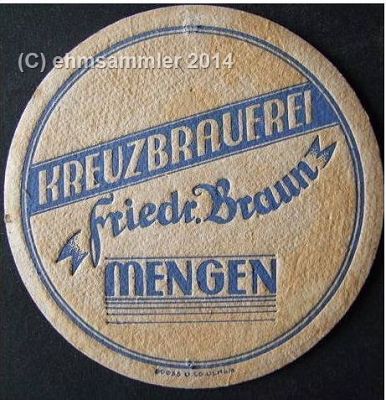 (C) ehmsammler 2014
KREUZBRAUEREI
Friedr. Braun
MENGEN